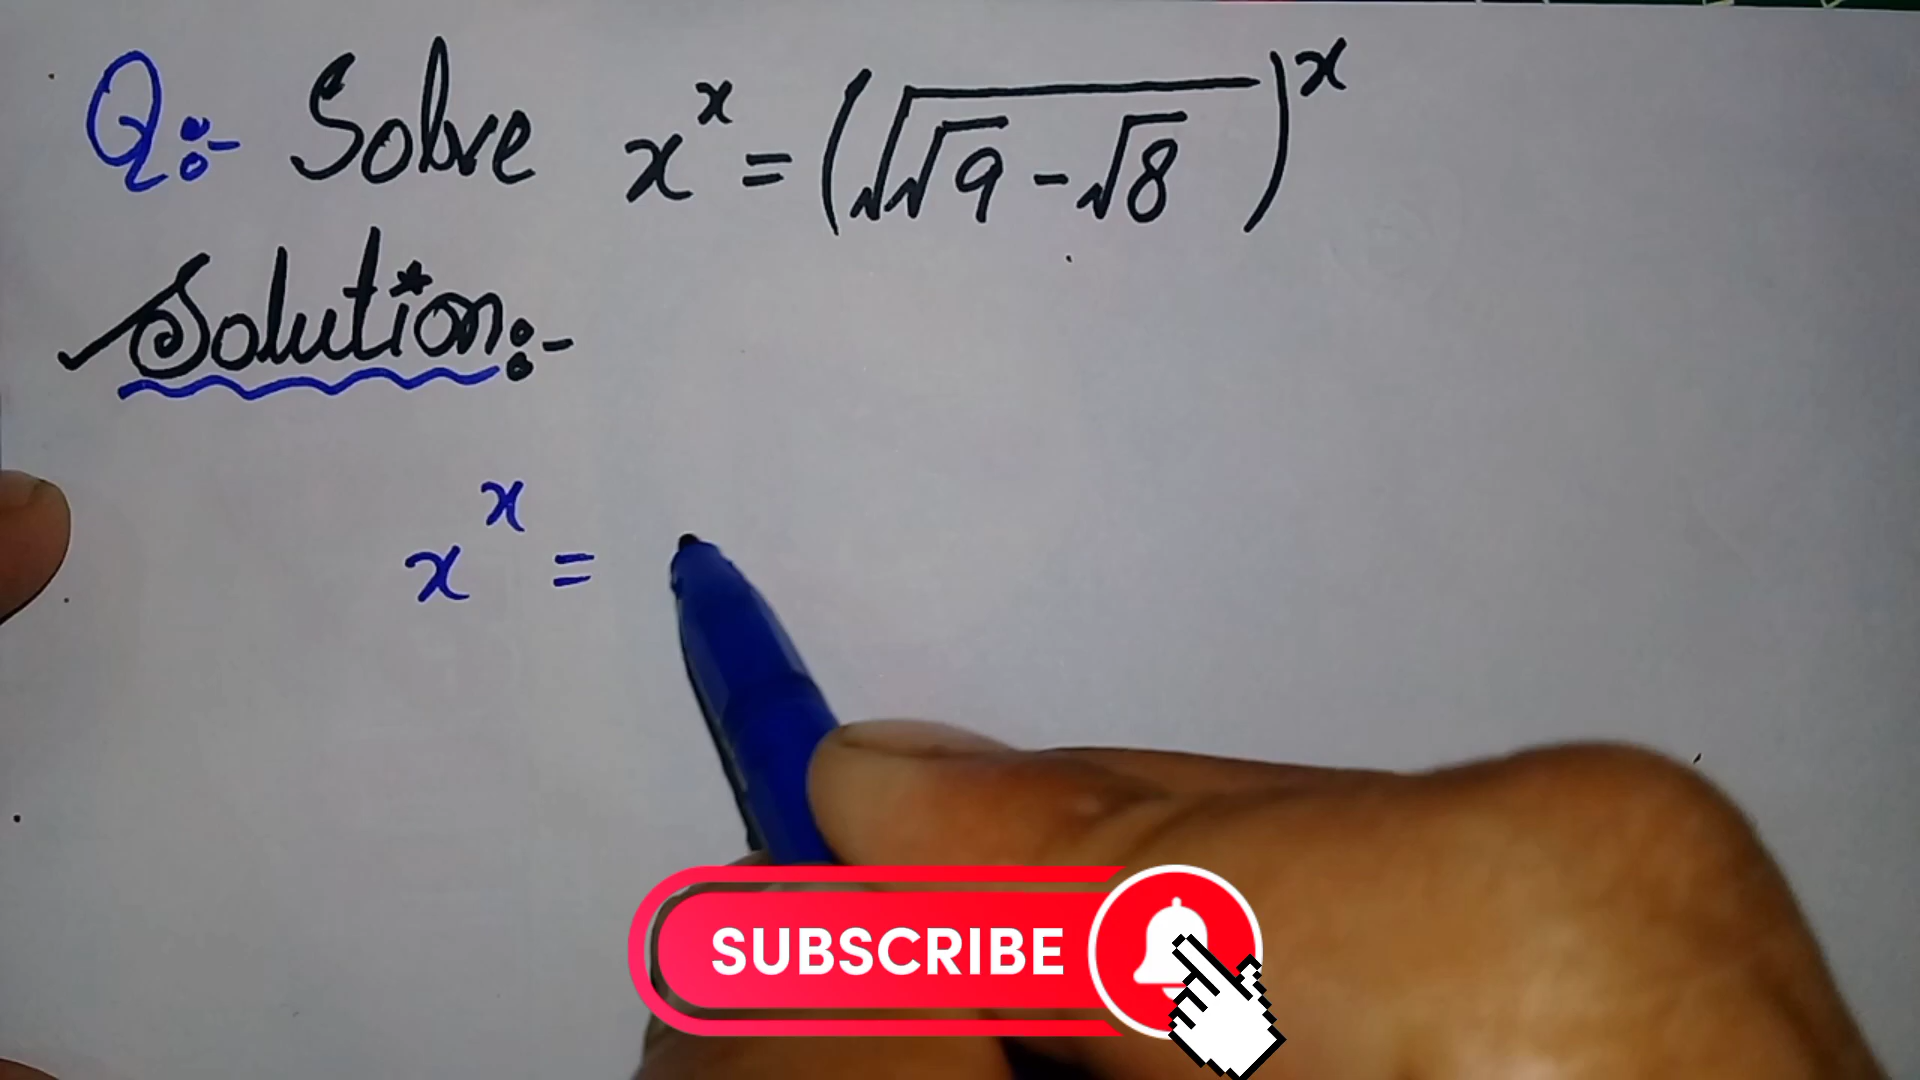 Q:- Solve x^x = (√(√9 - √8))^x
Solution:-
x^x =
SUBSCRIBE